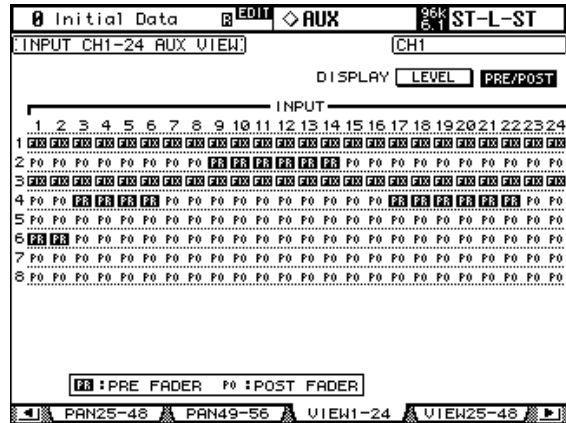 0 Initial Data R EDIT ◇AUX 96k 6.1 ST-L-ST
INPUT CH1-24 AUX VIEW CH1
DISPLAY LEVEL PRE/POST
INPUT
1 2 3 4 5 6 7 8 9 10 11 12 13 14 15 16 17 18 19 20 21 22 23 24
1 FIX FIX FIX FIX FIX FIX FIX FIX FIX FIX FIX FIX FIX FIX FIX FIX FIX FIX FIX FIX FIX FIX FIX FIX
2 PO PO PO PO PO PO PO PO PR PR PR PR PR PR PO PO PO PO PO PO PO PO PO PO
3 FIX FIX FIX FIX FIX FIX FIX FIX FIX FIX FIX FIX FIX FIX FIX FIX FIX FIX FIX FIX FIX FIX FIX FIX
4 PO PO PR PR PR PR PO PO PO PO PO PO PO PO PO PO PR PR PR PR PR PR PO PO
5 PO PO PO PO PO PO PO PO PO PO PO PO PO PO PO PO PO PO PO PO PO PO PO PO
6 PR PR PO PO PO PO PO PO PO PO PO PO PO PO PO PO PO PO PO PO PO PO PO PO
7 PO PO PO PO PO PO PO PO PO PO PO PO PO PO PO PO PO PO PO PO PO PO PO PO
8 PO PO PO PO PO PO PO PO PO PO PO PO PO PO PO PO PO PO PO PO PO PO PO PO
PR :PRE FADER PO :POST FADER
PAN25-48 PAN49-56 VIEW1-24 VIEW25-48